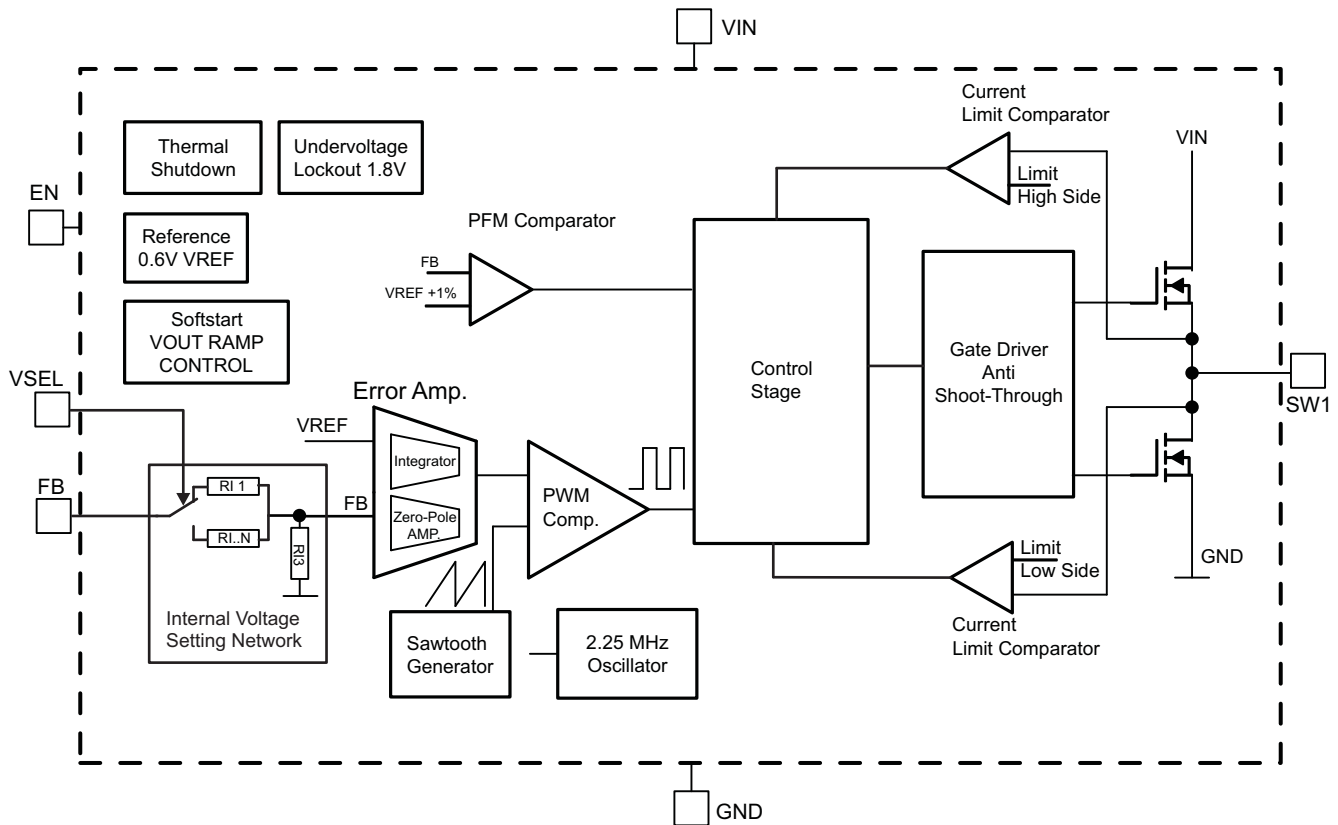 VIN
Current
Limit Comparator
Thermal
Shutdown
Undervoltage
Lockout 1.8V
VIN
Limit
High Side
EN
PFM Comparator
Reference
0.6V VREF
FB
VREF +1%
Softstart
VOUT RAMP
CONTROL
Control
Stage
Gate Driver
Anti
Shoot-Through
VSEL
SW1
Error Amp.
VREF
Integrator
FB
RI 1
FB
PWM
Comp.
Zero-Pole
AMP.
RI..N
RI3
Limit
Low Side
GND
Internal Voltage
Setting Network
Sawtooth
Generator
2.25 MHz
Oscillator
Current
Limit Comparator
GND